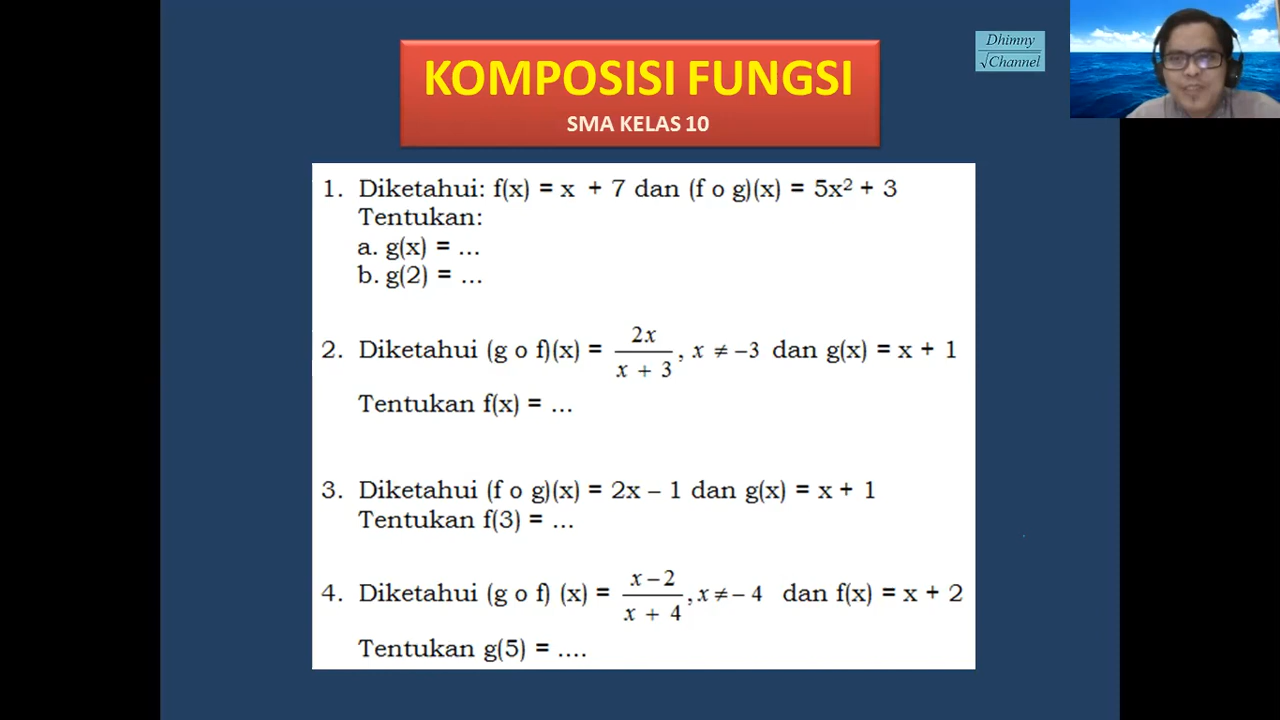 Dhimny
√Channel
KOMPOSISI FUNGSI
SMA KELAS 10
1. Diketahui: f(x) = x + 7 dan (f o g)(x) = 5x² + 3
Tentukan:
a. g(x) = ...
b. g(2) = ...
2. Diketahui (g o f)(x) = 2x / x + 3, x ≠ −3 dan g(x) = x + 1
Tentukan f(x) = ...
3. Diketahui (f o g)(x) = 2x – 1 dan g(x) = x + 1
Tentukan f(3) = ...
4. Diketahui (g o f) (x) = x − 2 / x + 4, x ≠ − 4 dan f(x) = x + 2
Tentukan g(5) = ....